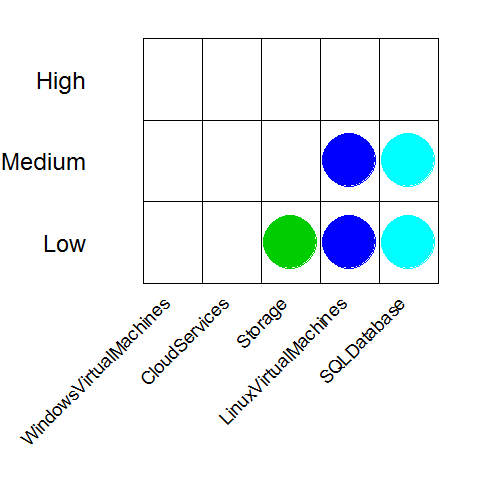 High
Medium
Low
WindowsVirtualMachines
CloudServices
Storage
LinuxVirtualMachines
SQLDatabase